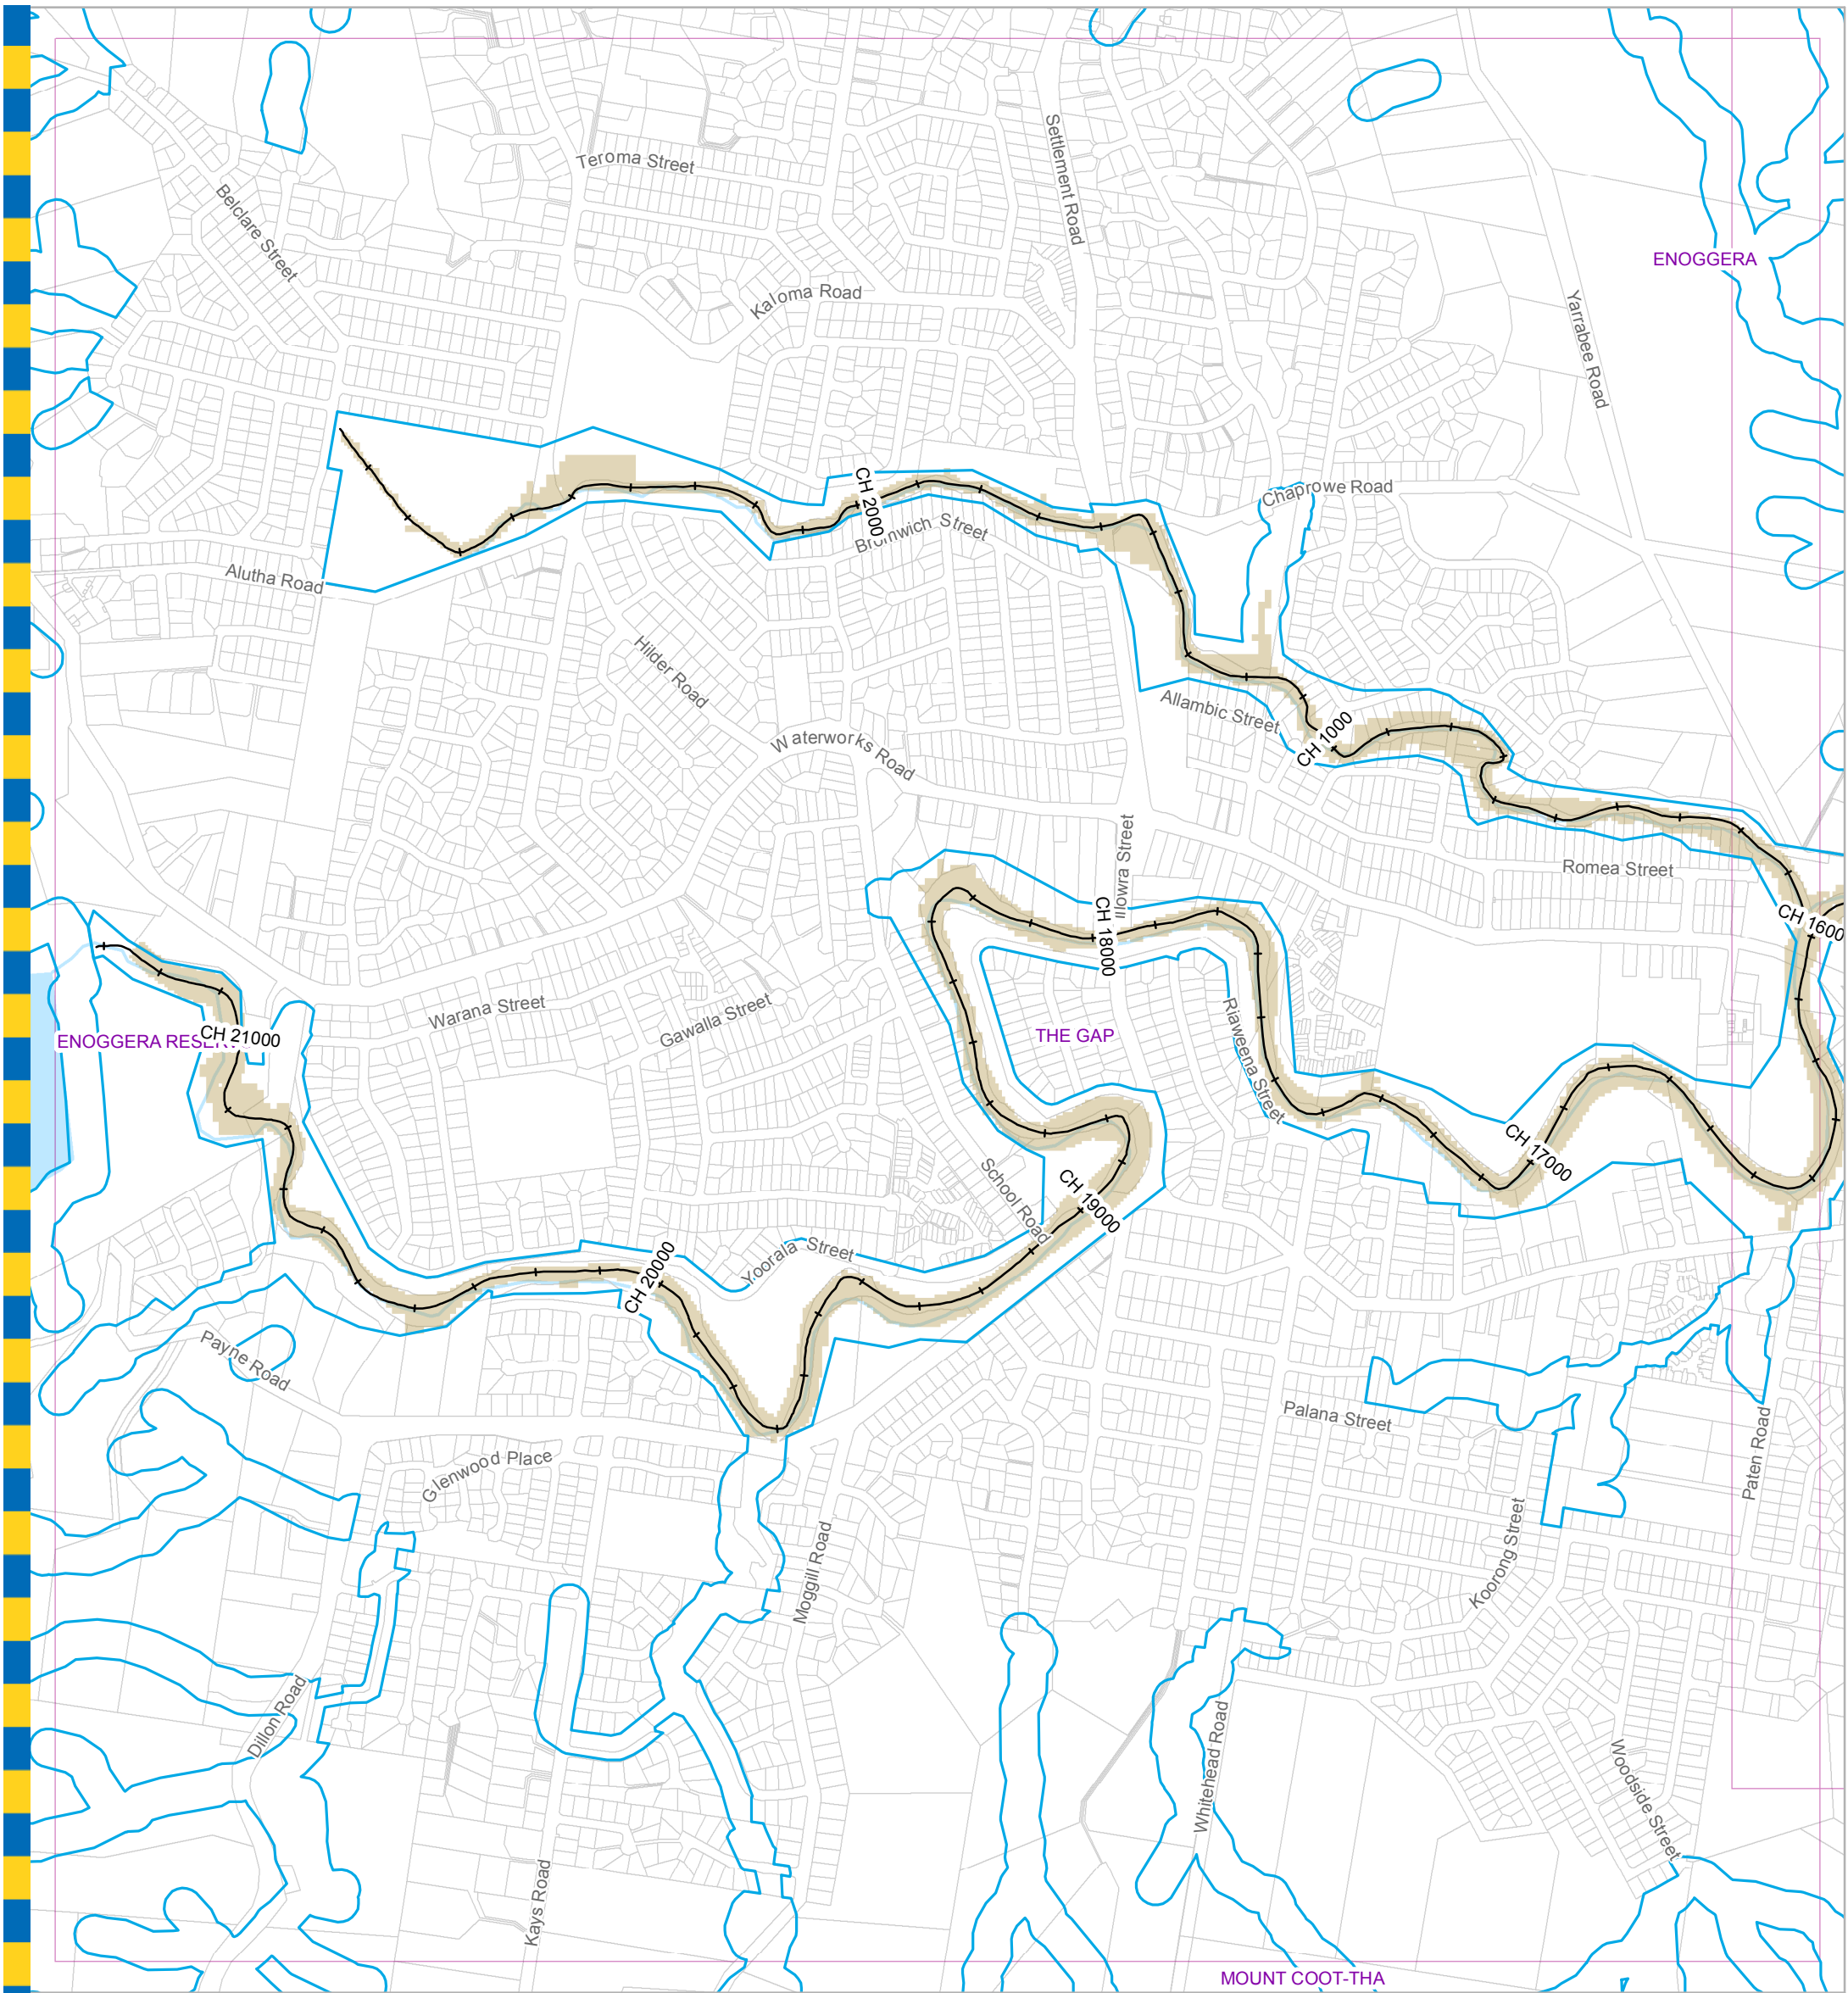 Settlement Road
Teroma Street
Belclare Street
ENOGGERA
Kaloma Road
Yarrabee Road
CH 2000
Chaprowe Road
Bromwich Street
Alutha Road
Hilder Road
Allambic Street
CH 1000
Waterworks Road
Illowra Street
Romea Street
CH 1600
CH 18000
Warana Street
Gawalla Street
Riaweena Street
THE GAP
CH 21000
ENOGGERA RESERVO
CH 17000
School Road
CH 19000
Yoorala Street
CH 20000
Payne Road
Palana Street
Paten Road
Glenwood Place
Koorong Street
Moggill Road
Dillon Road
Whitehead Road
Woodside Street
Kays Road
MOUNT COOT-THA